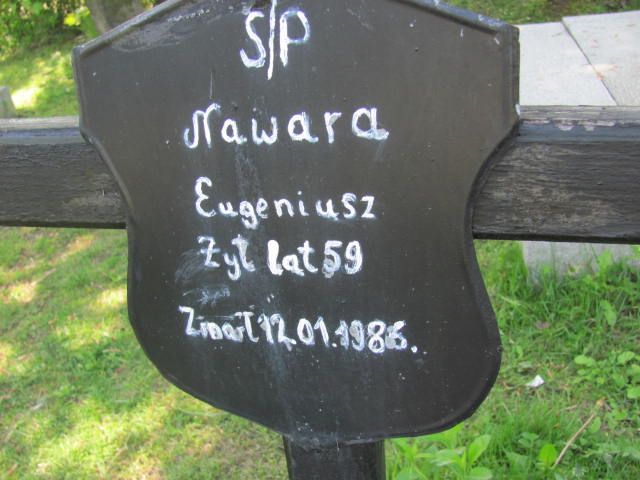 S/P
Nawara
Eugeniusz
Żył lat 59
Zmarł 12.01.1986.